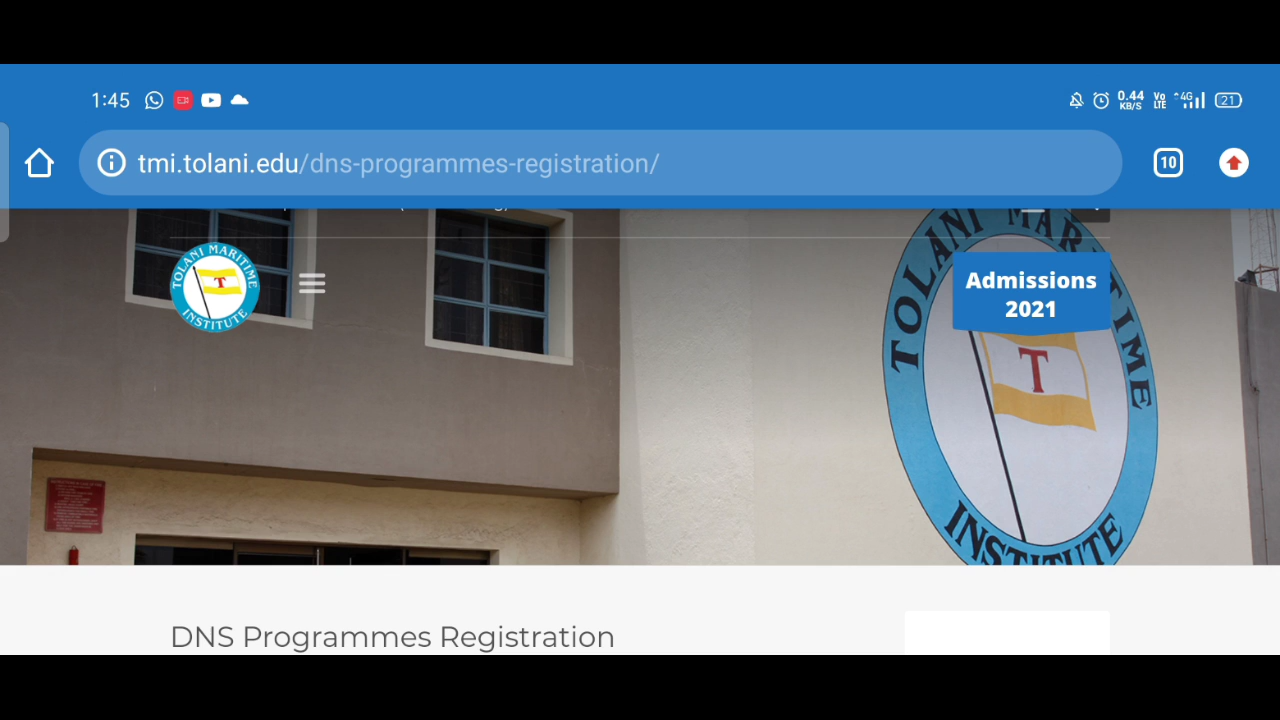 1:45
0.44
KB/S
Vo
LTE
4G
21
tmi.tolani.edu/dns-programmes-registration/
10
TOLANI MARITIME
T
INSTITUTE
Admissions
2021
TOLANI MARITIME
T
INSTITUTE
DNS Programmes Registration